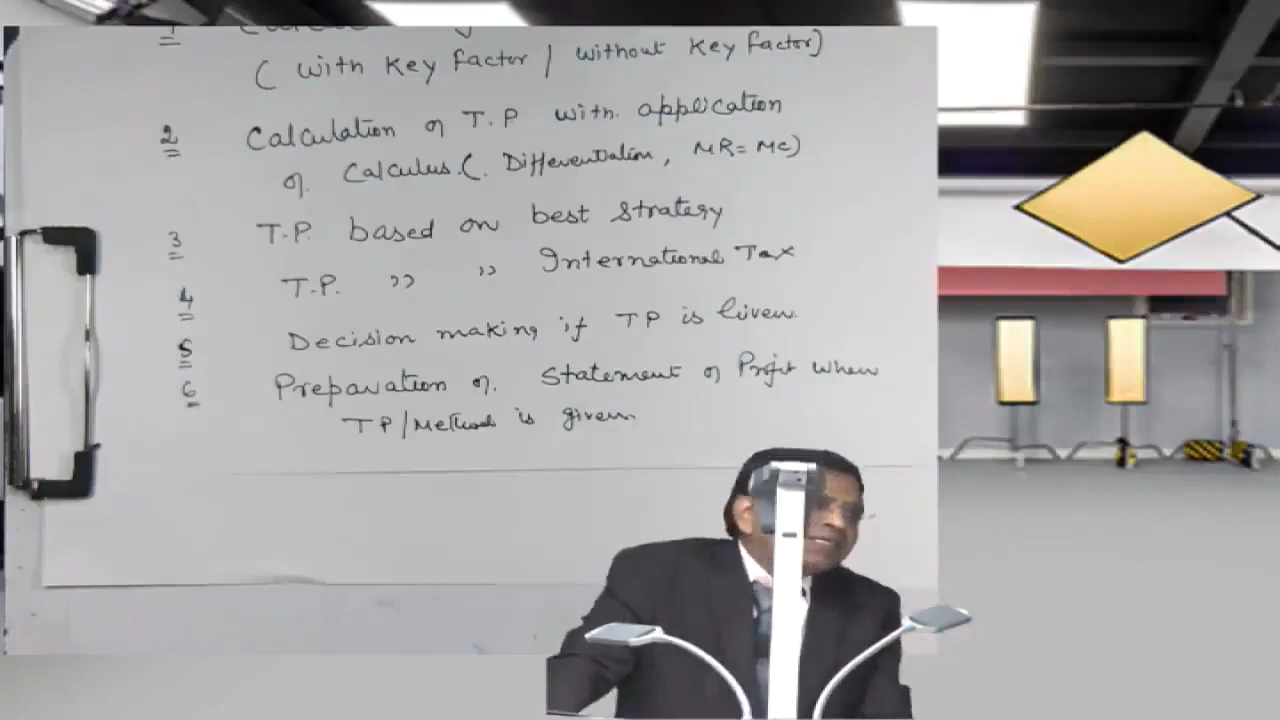 1
( with Key factor / without Key factor)
2 Calculation of T.P with application
of Calculus. (. Differentiation, MR = MC)
3 T.P. based on best strategy
4 T.P. ,, ,, International Tax
5 Decision making if TP is Given.
6 Preparation of Statement of Profit when
TP/Methods is given.